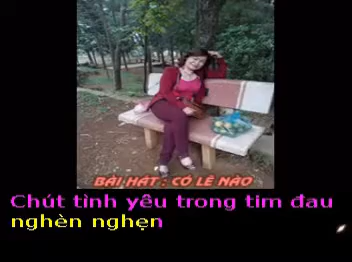 BÀI HÁT : CÓ LẼ NÀO
Chút tình yêu trong tim đau
nghèn nghẹn